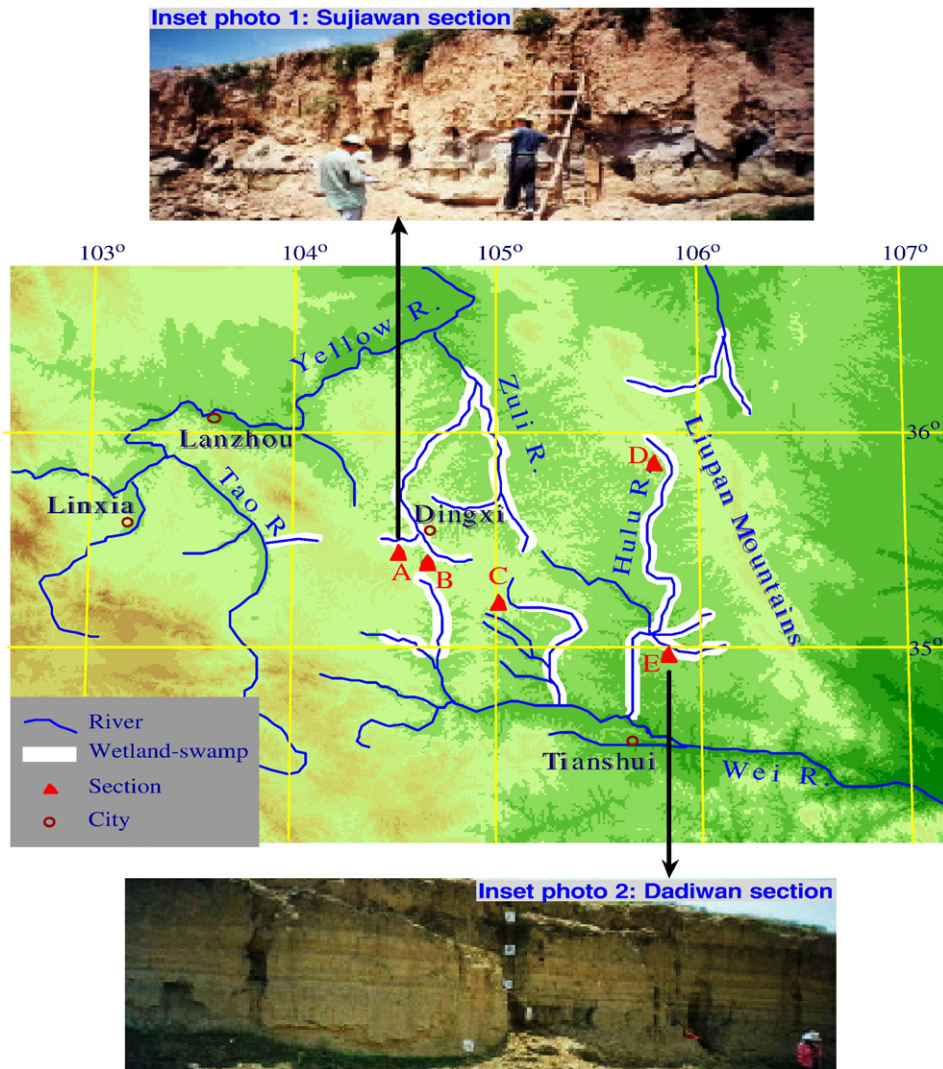 Inset photo 1: Sujiawan section
103° 104° 105° 106° 107°
Yellow R.
Zuli R.
Lanzhou
36°
Liupan Mountains
D
Tao R.
Linxia
Dingxi
Hulu R.
A
B
C
35°
E
River
Wetland-swamp
Section
City
Tianshui
Wei R.
Inset photo 2: Dadiwan section